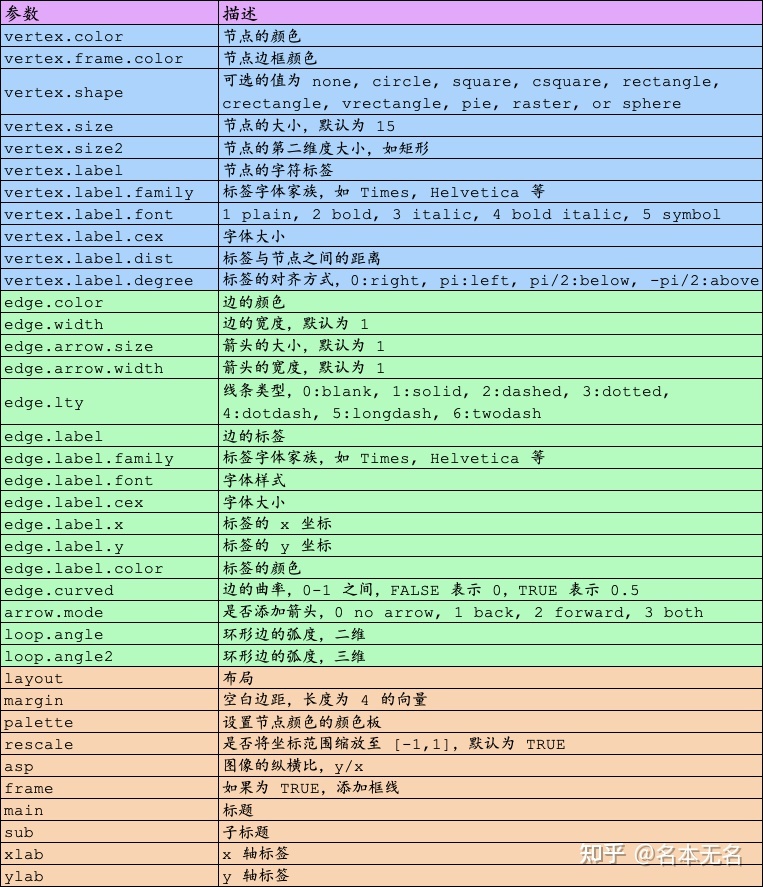 参数 描述
vertex.color 节点的颜色
vertex.frame.color 节点边框颜色
vertex.shape 可选的值为 none, circle, square, csquare, rectangle,
crectangle, vrectangle, pie, raster, or sphere
vertex.size 节点的大小，默认为 15
vertex.size2 节点的第二维度大小，如矩形
vertex.label 节点的字符标签
vertex.label.family 标签字体家族，如 Times, Helvetica 等
vertex.label.font 1 plain, 2 bold, 3 italic, 4 bold italic, 5 symbol
vertex.label.cex 字体大小
vertex.label.dist 标签与节点之间的距离
vertex.label.degree 标签的对齐方式，0:right, pi:left, pi/2:below, -pi/2:above
edge.color 边的颜色
edge.width 边的宽度，默认为 1
edge.arrow.size 箭头的大小，默认为 1
edge.arrow.width 箭头的宽度，默认为 1
edge.lty 线条类型，0:blank, 1:solid, 2:dashed, 3:dotted,
4:dotdash, 5:longdash, 6:twodash
edge.label 边的标签
edge.label.family 标签字体家族，如 Times, Helvetica 等
edge.label.font 字体样式
edge.label.cex 字体大小
edge.label.x 标签的 x 坐标
edge.label.y 标签的 y 坐标
edge.label.color 标签的颜色
edge.curved 边的曲率，0-1 之间，FALSE 表示 0，TRUE 表示 0.5
arrow.mode 是否添加箭头，0 no arrow, 1 back, 2 forward, 3 both
loop.angle 环形边的弧度，二维
loop.angle2 环形边的弧度，三维
layout 布局
margin 空白边距，长度为 4 的向量
palette 设置节点颜色的颜色板
rescale 是否将坐标范围缩放至 [-1,1]，默认为 TRUE
asp 图像的纵横比，y/x
frame 如果为 TRUE，添加框线
main 标题
sub 子标题
xlab x 轴标签
ylab y 轴标签
知乎 @名本无名